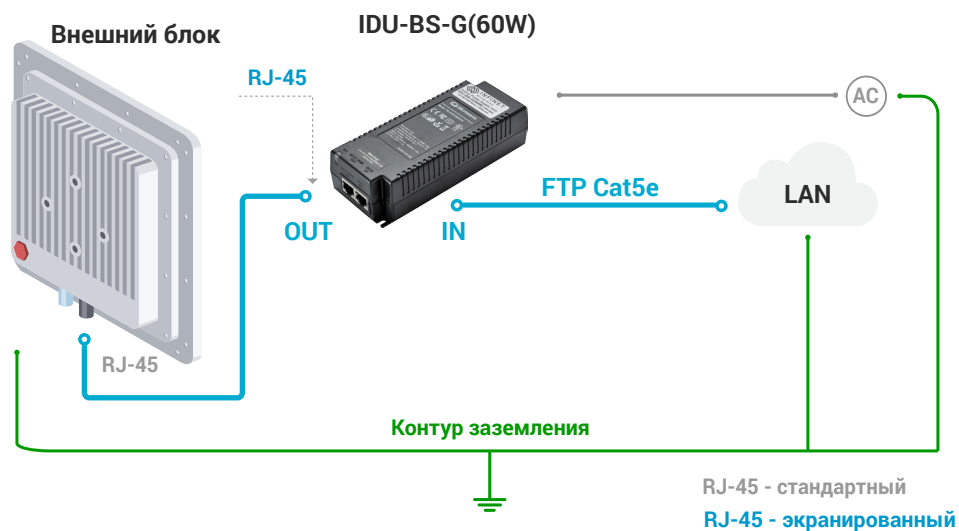 Внешний блок
IDU-BS-G(60W)
RJ-45
INFINET
AC
FTP Cat5e
LAN
OUT
IN
RJ-45
Контур заземления
RJ-45 - стандартный
RJ-45 - экранированный